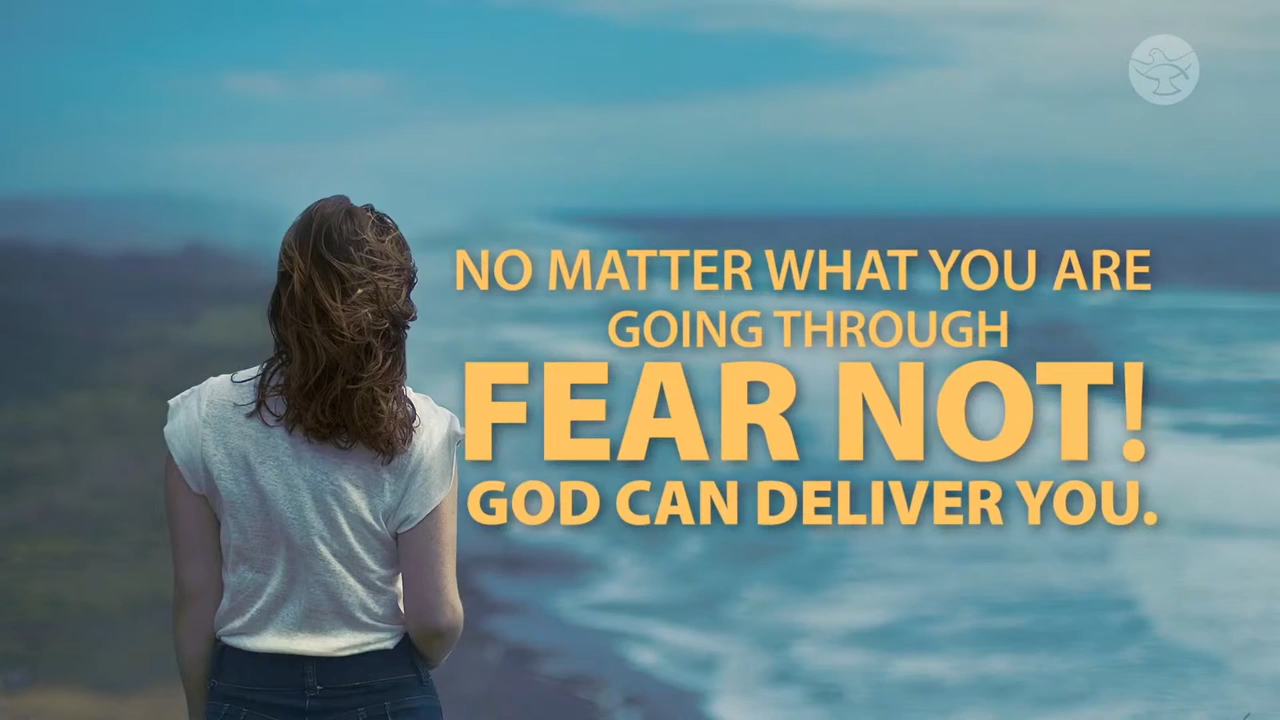 NO MATTER WHAT YOU ARE
GOING THROUGH
FEAR NOT!
GOD CAN DELIVER YOU.